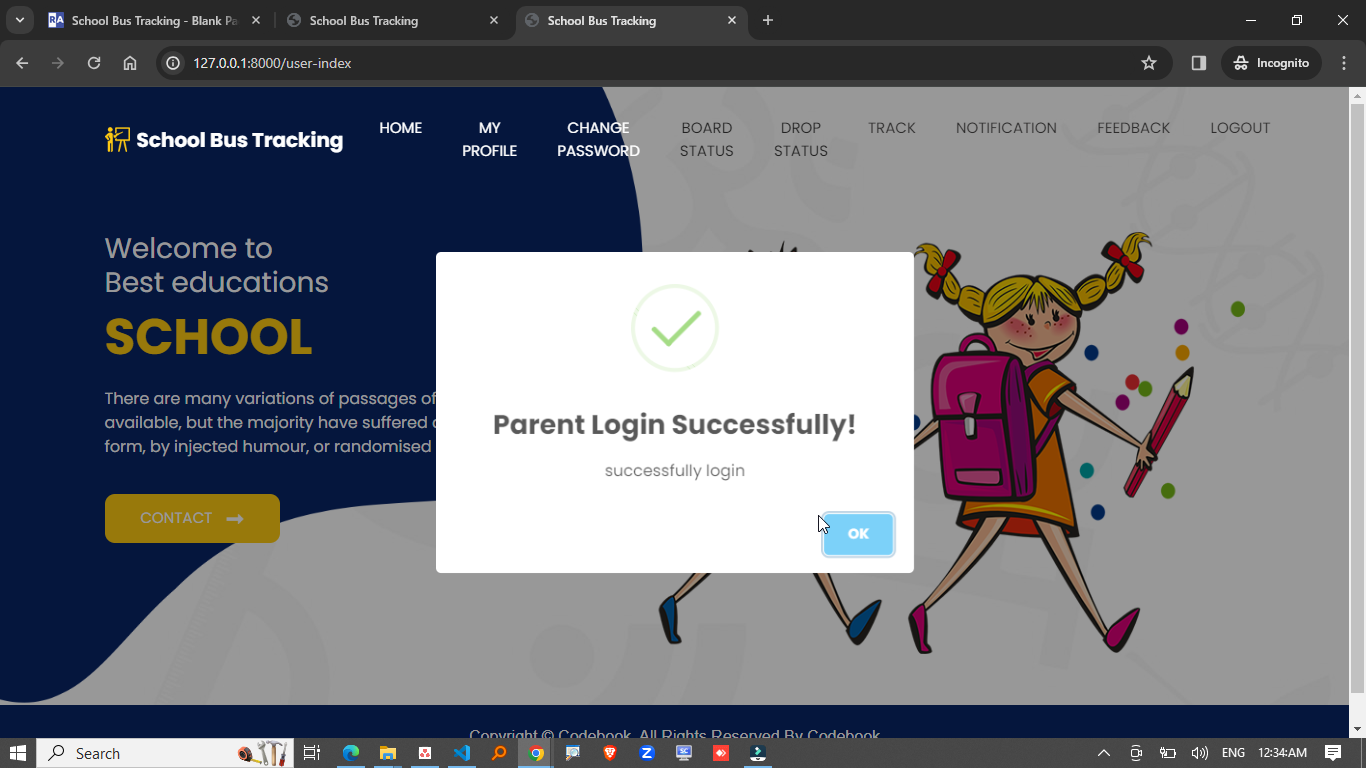 School Bus Tracking - Blank Pa
School Bus Tracking
School Bus Tracking
127.0.0.1:8000/user-index
Incognito
School Bus Tracking
HOME
MY
PROFILE
CHANGE
PASSWORD
BOARD
STATUS
DROP
STATUS
TRACK
NOTIFICATION
FEEDBACK
LOGOUT
Welcome to
Best educations
SCHOOL
There are many variations of passages of
available, but the majority have suffered
form, by injected humour, or randomised
CONTACT
Parent Login Successfully!
successfully login
OK
Copyright © Codebook. All Rights Reserved By Codebook
Search
ENG
12:34 AM